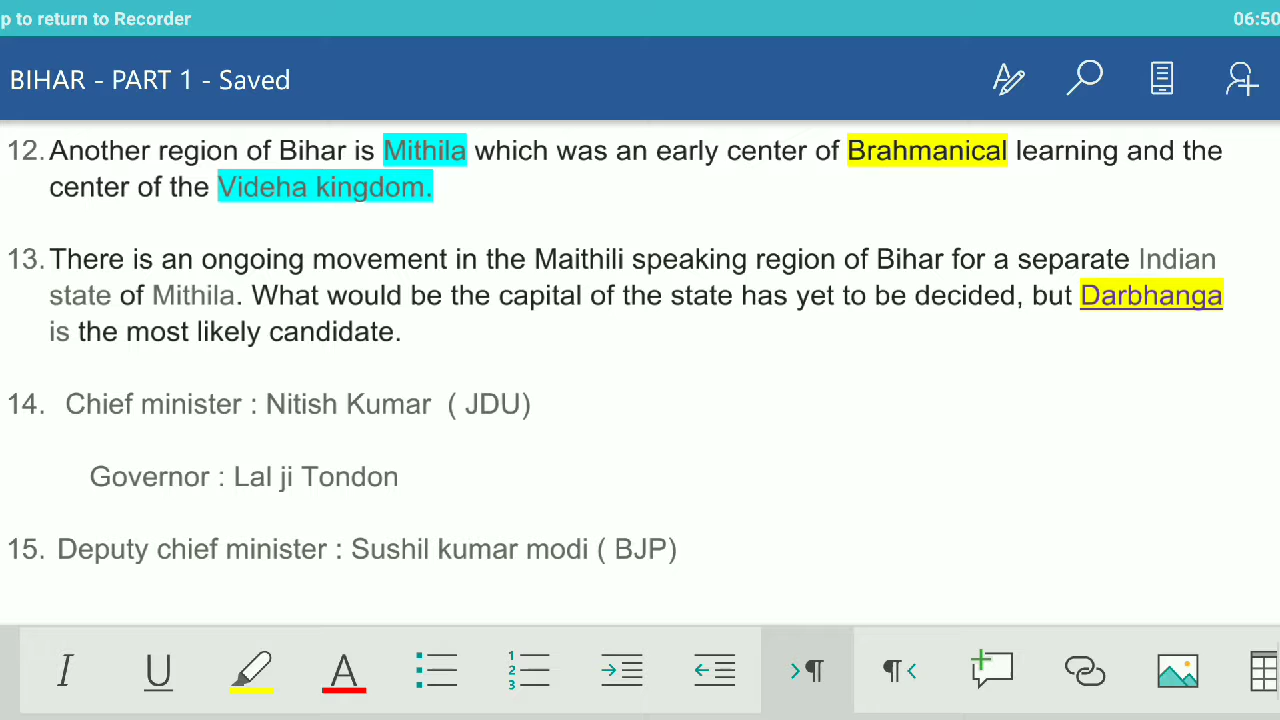 p to return to Recorder
06:50
BIHAR - PART 1 - Saved
12. Another region of Bihar is Mithila which was an early center of Brahmanical learning and the
center of the Videha kingdom.
13. There is an ongoing movement in the Maithili speaking region of Bihar for a separate Indian
state of Mithila. What would be the capital of the state has yet to be decided, but Darbhanga
is the most likely candidate.
14. Chief minister : Nitish Kumar ( JDU)
Governor : Lal ji Tondon
15. Deputy chief minister : Sushil kumar modi ( BJP)